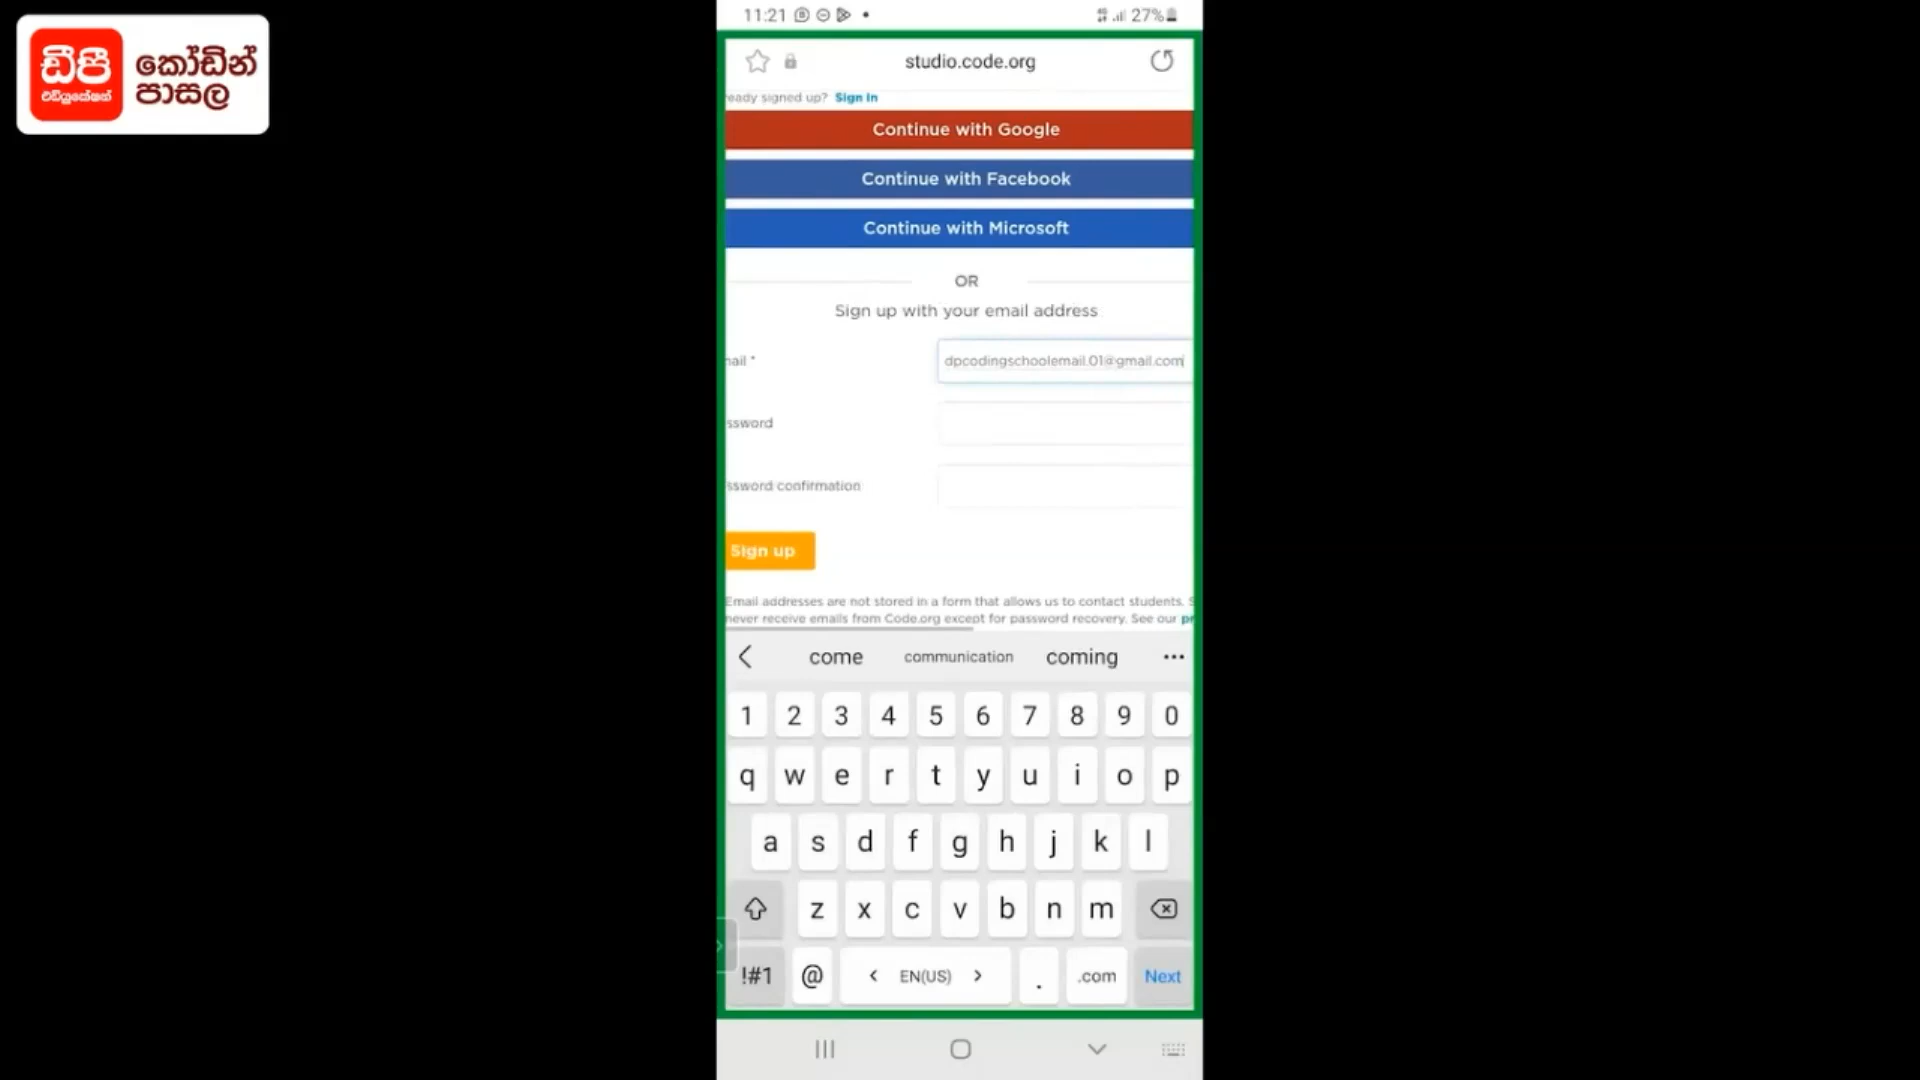 ඩීපී
එඩියුකේෂන්
කෝඩින්
පාසල
11:21
27%
studio.code.org
eady signed up? Sign in
Continue with Google
Continue with Facebook
Continue with Microsoft
OR
Sign up with your email address
nail *
dpcodingschoolemail.01@gmail.com
ssword
ssword confirmation
Sign up
Email addresses are not stored in a form that allows us to contact students. S
never receive emails from Code.org except for password recovery. See our pr
come communication coming
1 2 3 4 5 6 7 8 9 0
q w e r t y u i o p
a s d f g h j k l
z x c v b n m
!#1 @ < EN(US) > . .com Next